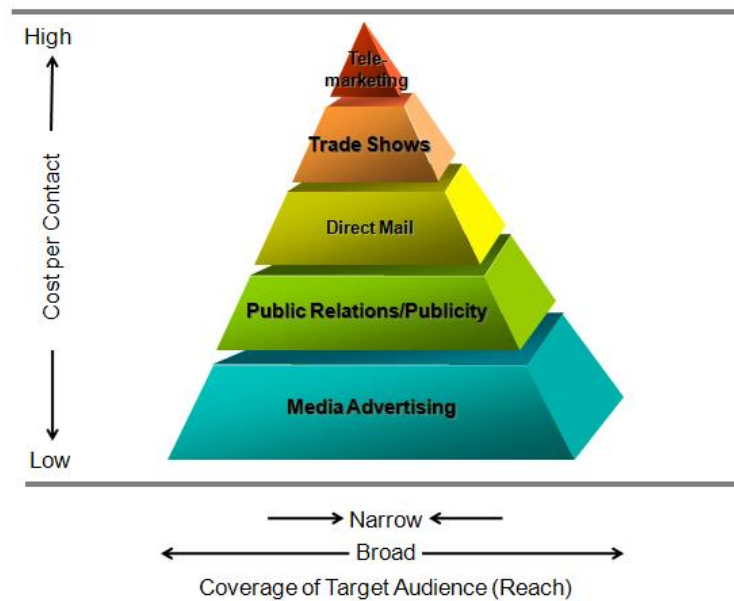 High
Tele-
marketing
Trade Shows
Direct Mail
Public Relations/Publicity
Media Advertising
Cost per Contact
Low
Narrow
Broad
Coverage of Target Audience (Reach)